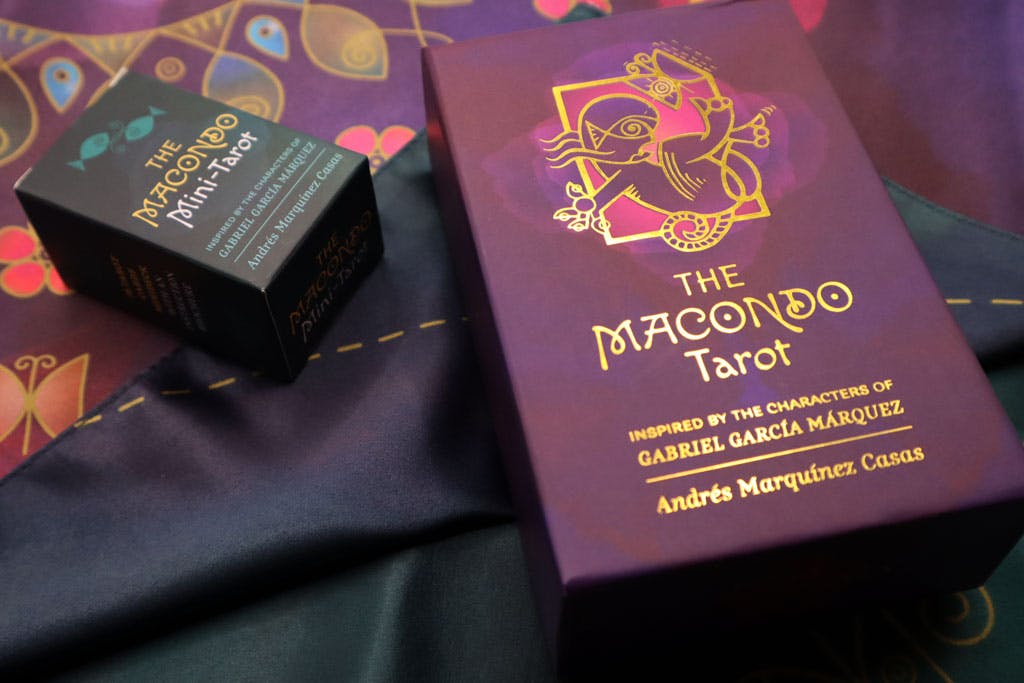 THE
MACONDO
Mini-Tarot
INSPIRED BY THE CHARACTERS OF
GABRIEL GARCÍA MÁRQUEZ
Andrés Marquínez Casas
THE
MACONDO
Mini-Tarot
THE
MACONDO
Tarot
INSPIRED BY THE CHARACTERS OF
GABRIEL GARCÍA MÁRQUEZ
Andrés Marquínez Casas